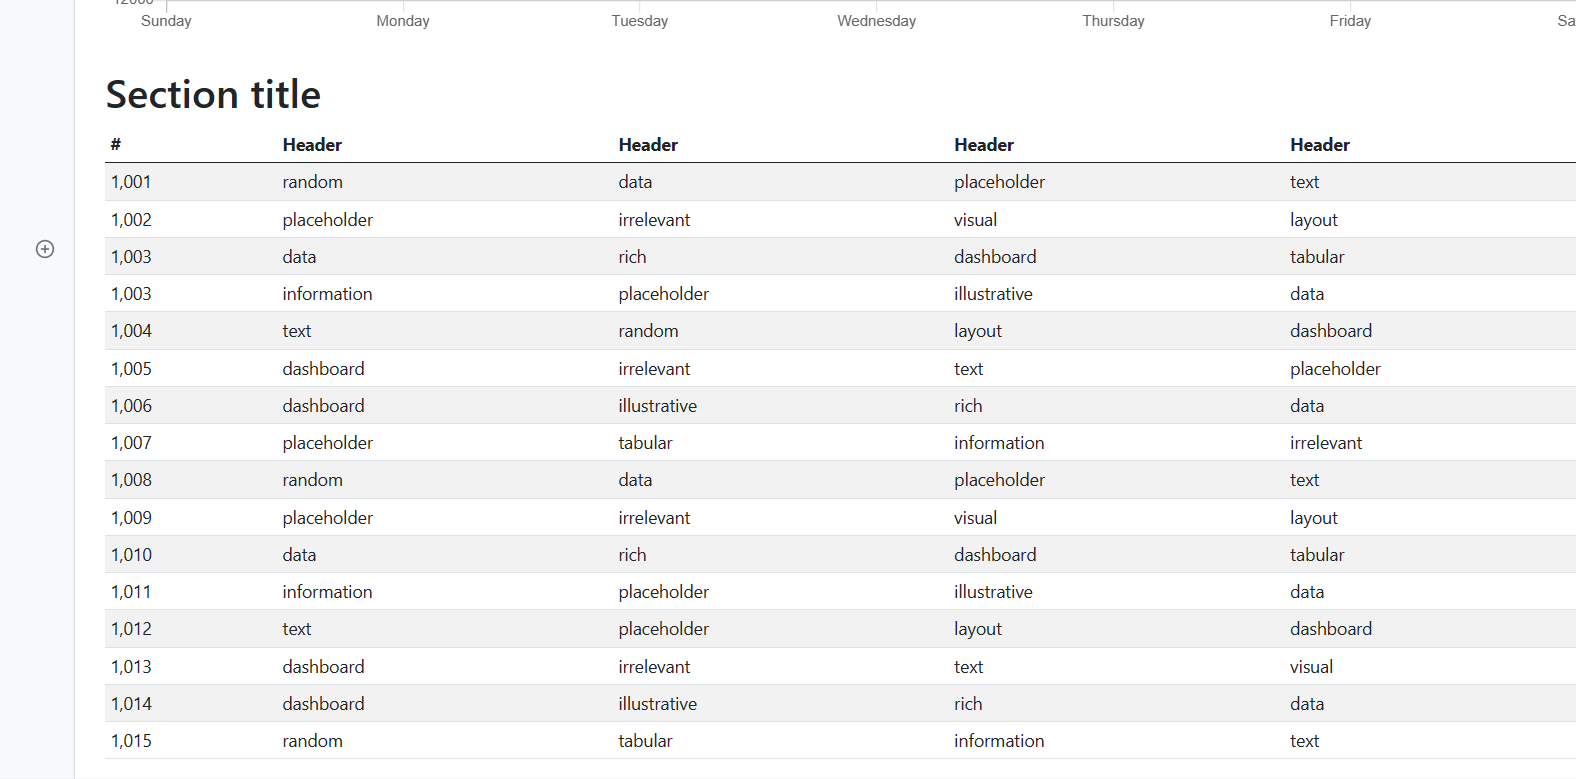 12000
Sunday Monday Tuesday Wednesday Thursday Friday Sa
Section title
# Header Header Header Header
1,001 random data placeholder text
1,002 placeholder irrelevant visual layout
1,003 data rich dashboard tabular
1,003 information placeholder illustrative data
1,004 text random layout dashboard
1,005 dashboard irrelevant text placeholder
1,006 dashboard illustrative rich data
1,007 placeholder tabular information irrelevant
1,008 random data placeholder text
1,009 placeholder irrelevant visual layout
1,010 data rich dashboard tabular
1,011 information placeholder illustrative data
1,012 text placeholder layout dashboard
1,013 dashboard irrelevant text visual
1,014 dashboard illustrative rich data
1,015 random tabular information text